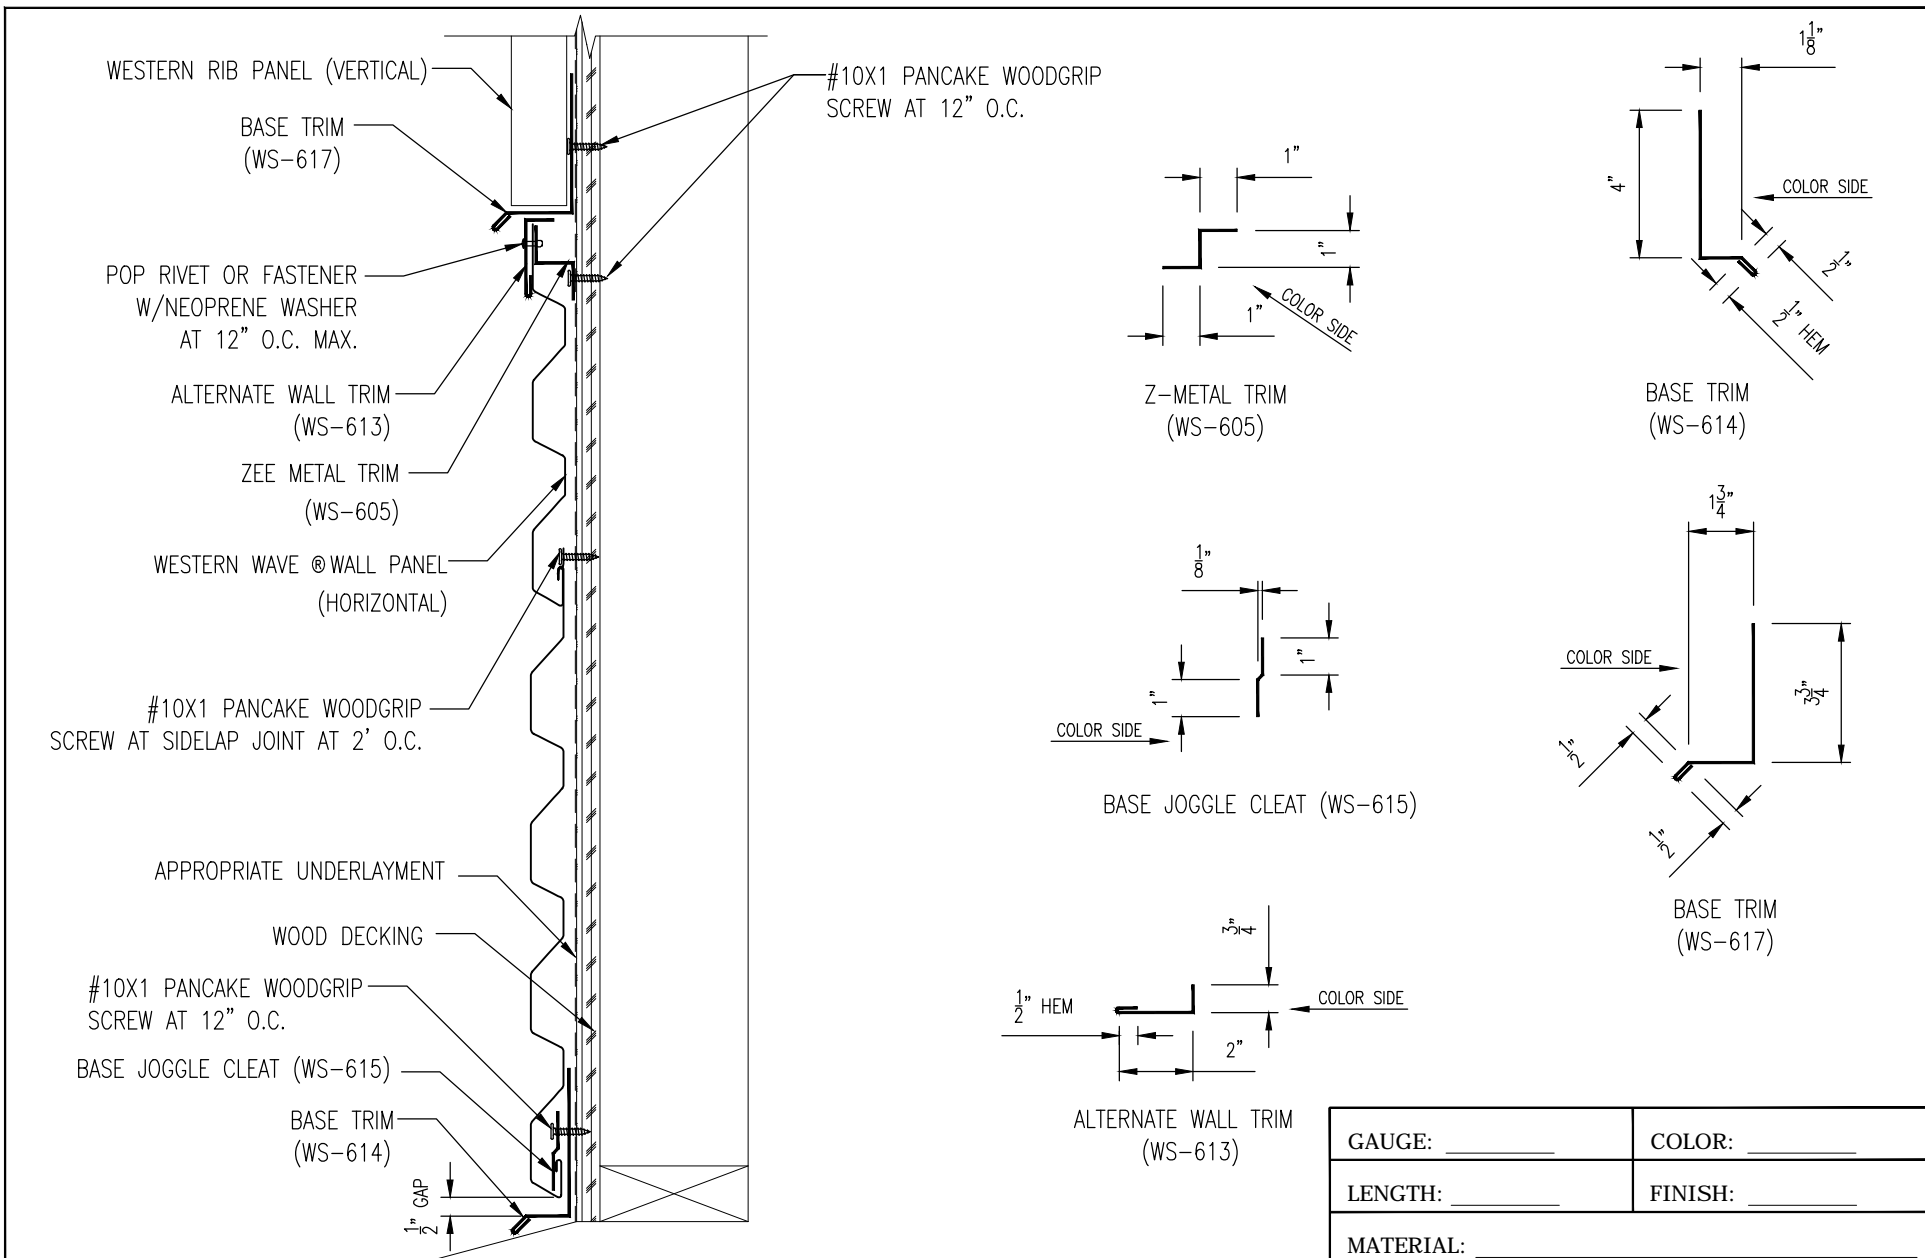 WESTERN RIB PANEL (VERTICAL)
BASE TRIM
(WS-617)
POP RIVET OR FASTENER
W/NEOPRENE WASHER
AT 12" O.C. MAX.
ALTERNATE WALL TRIM
(WS-613)
ZEE METAL TRIM
(WS-605)
WESTERN WAVE ® WALL PANEL
(HORIZONTAL)
#10X1 PANCAKE WOODGRIP
SCREW AT SIDELAP JOINT AT 2' O.C.
APPROPRIATE UNDERLAYMENT
WOOD DECKING
#10X1 PANCAKE WOODGRIP
SCREW AT 12" O.C.
BASE JOGGLE CLEAT (WS-615)
BASE TRIM
(WS-614)
1/2" GAP
#10X1 PANCAKE WOODGRIP
SCREW AT 12" O.C.
1"
1"
1"
COLOR SIDE
Z-METAL TRIM
(WS-605)
1 1/8"
4"
COLOR SIDE
1/2"
1/2" HEM
BASE TRIM
(WS-614)
1/8"
1"
1"
COLOR SIDE
BASE JOGGLE CLEAT (WS-615)
1 3/4"
COLOR SIDE
3 3/4"
1/2"
1/2"
BASE TRIM
(WS-617)
3/4"
1/2" HEM
COLOR SIDE
2"
ALTERNATE WALL TRIM
(WS-613)
GAUGE:
COLOR:
LENGTH:
FINISH:
MATERIAL: